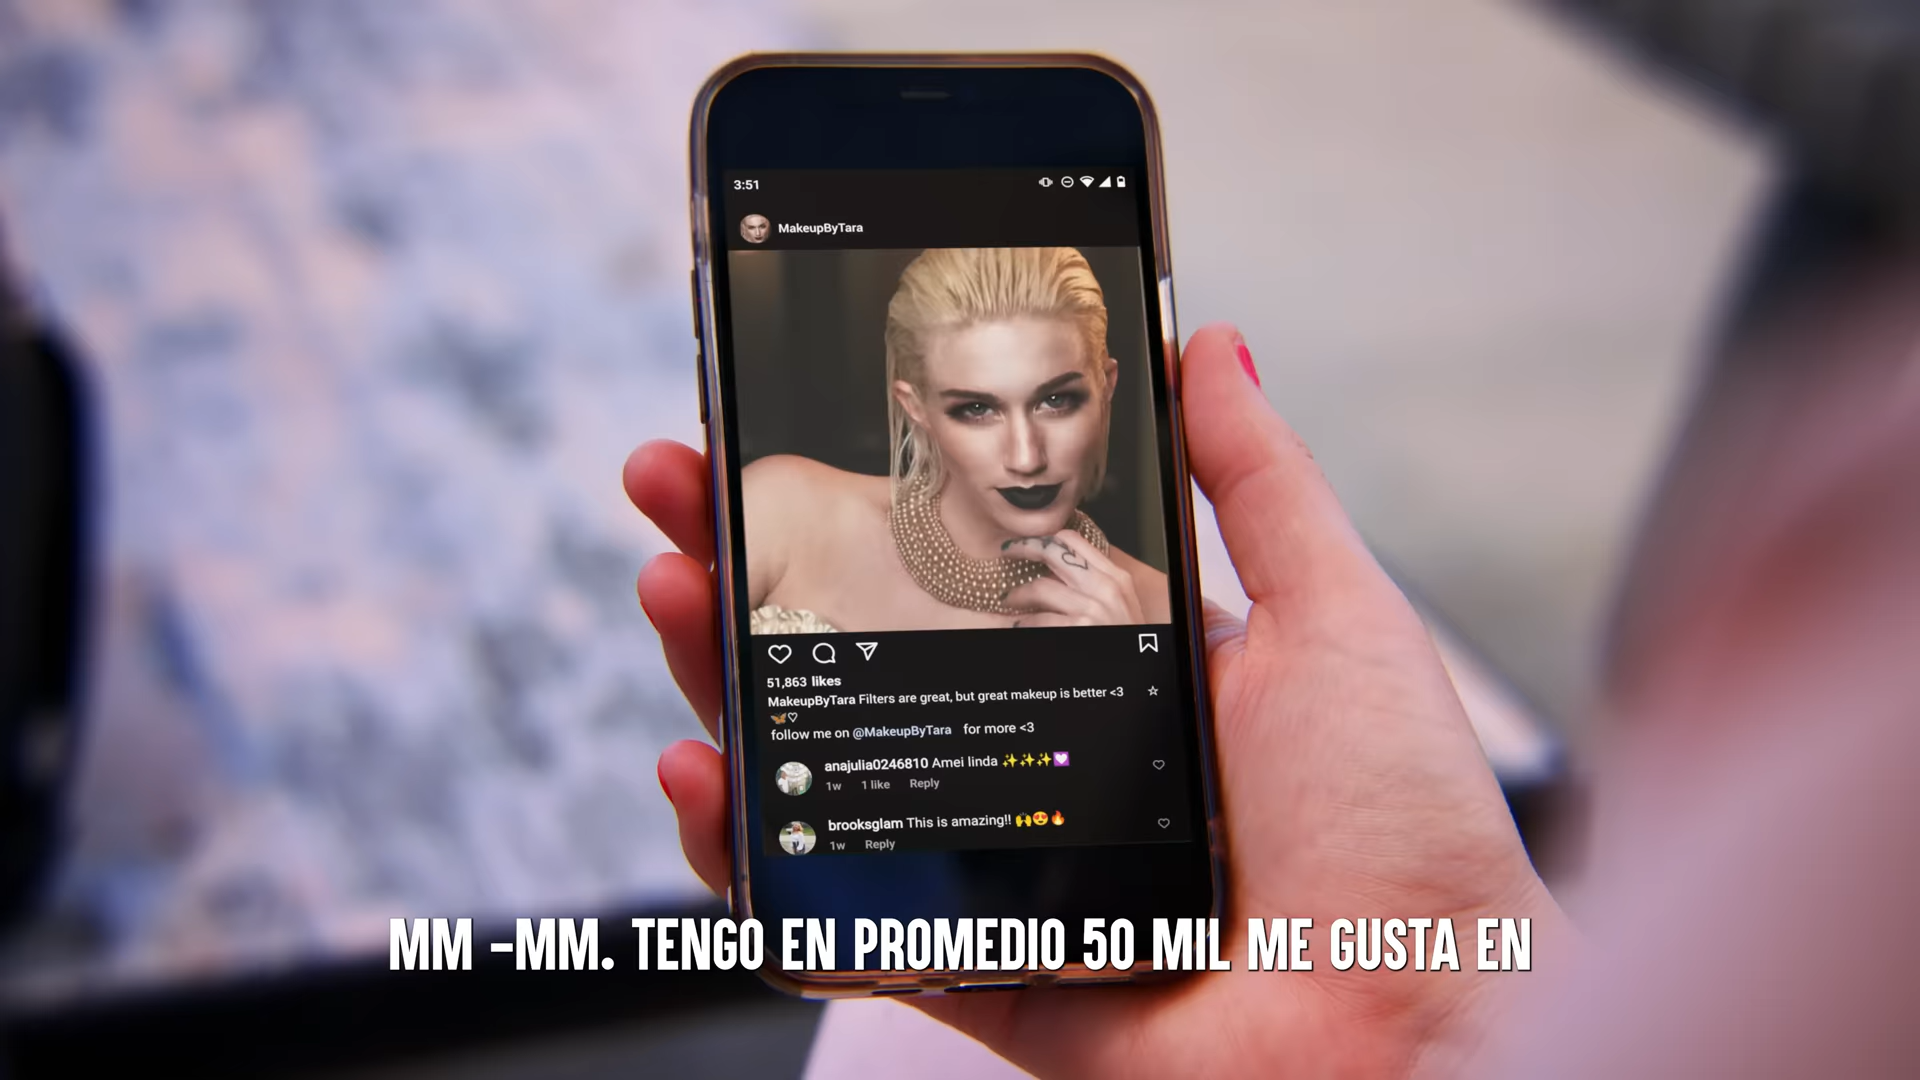 3:51
MakeupByTara
51,863 likes
MakeupByTara Filters are great, but great makeup is better <3
🦋♡
follow me on @MakeupByTara for more <3
anajulia0246810 Amei linda ✨✨✨💟
1w 1 like Reply
brooksglam This is amazing!! 🙌😍🔥
1w Reply
MM -MM. TENGO EN PROMEDIO 50 MIL ME GUSTA EN